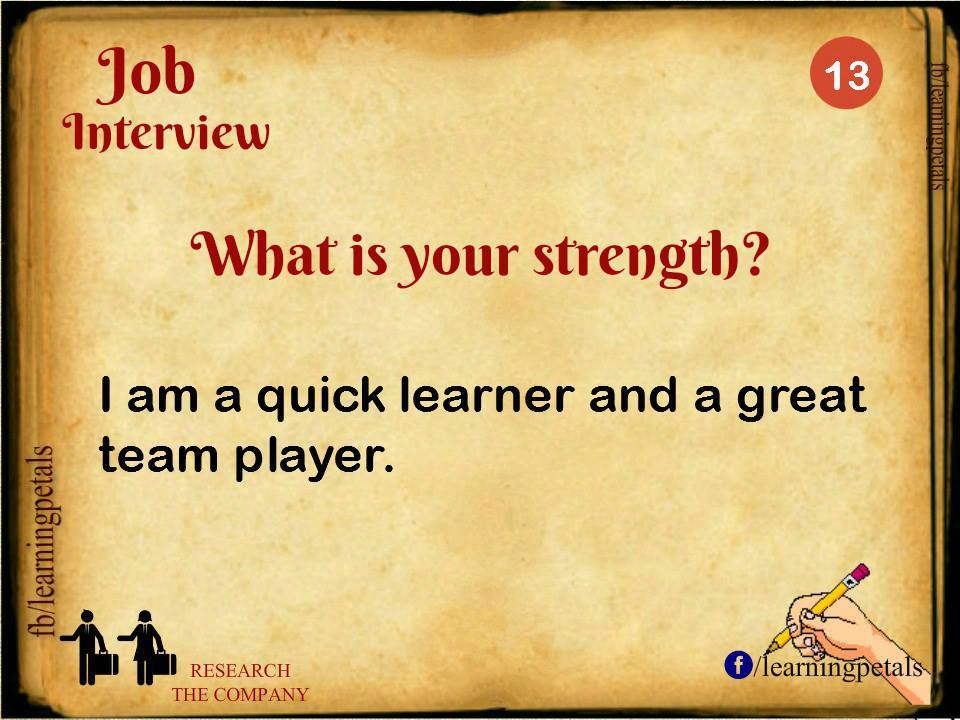 Job
Interview
13
fb/learningpetals
What is your strength?
I am a quick learner and a great
team player.
fb/learningpetals
RESEARCH
THE COMPANY
f/learningpetals